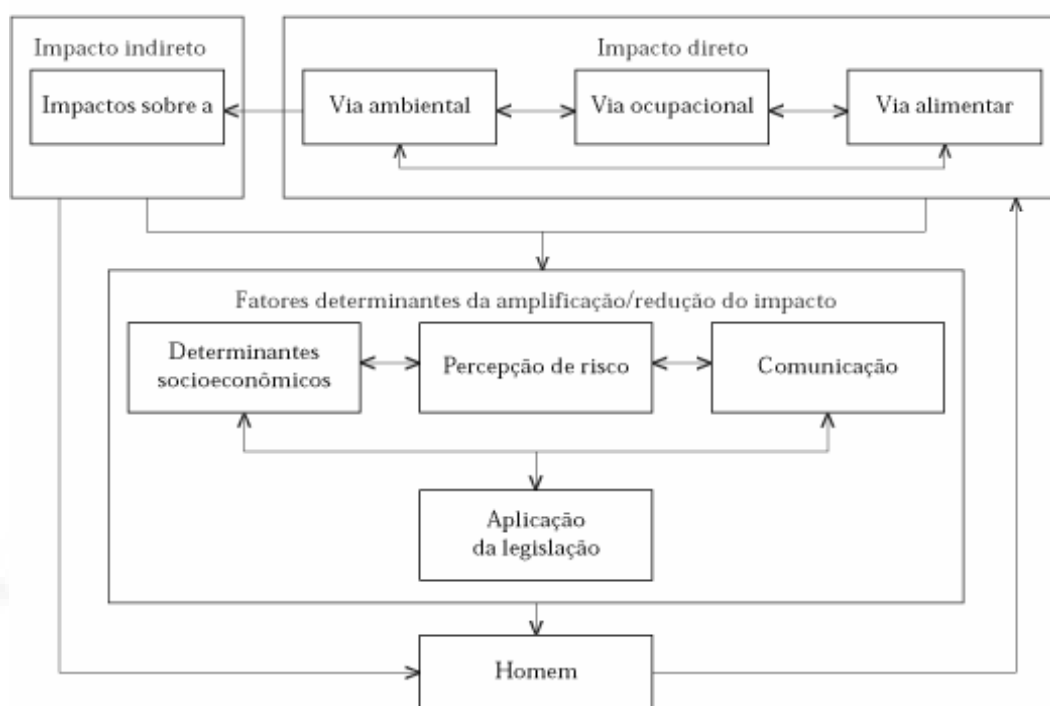 Impacto indireto
Impacto direto
Impactos sobre a
Via ambiental
Via ocupacional
Via alimentar
Fatores determinantes da amplificação/redução do impacto
Determinantes
socioeconômicos
Percepção de risco
Comunicação
Aplicação
da legislação
Homem